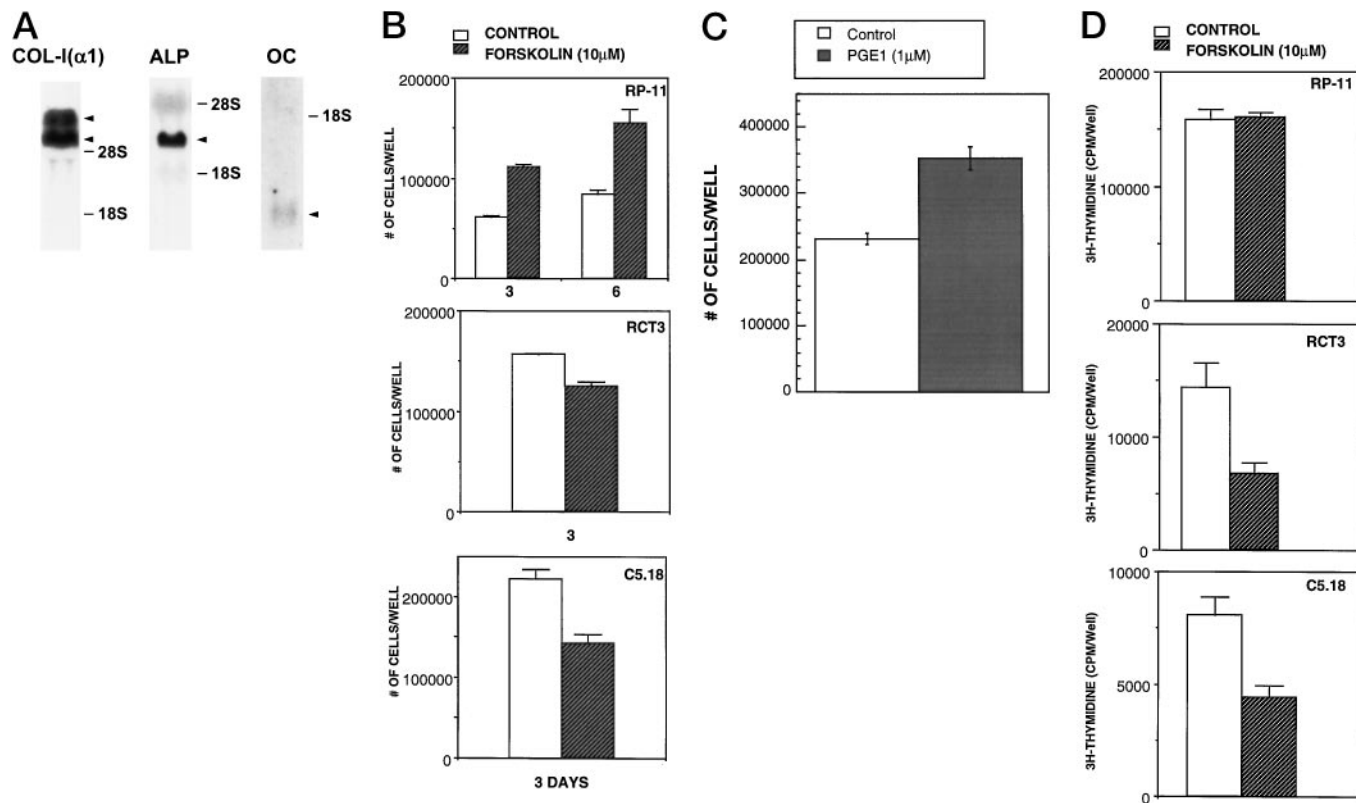 A
COL-I(α1)
ALP
OC
28S
18S
28S
18S
18S
B
CONTROL
FORSKOLIN (10μM)
200000
100000
0
# OF CELLS/WELL
RP-11
3
6
200000
100000
0
# OF CELLS/WELL
RCT3
3
200000
100000
0
# OF CELLS/WELL
C5.18
3 DAYS
C
Control
PGE1 (1μM)
400000
300000
200000
100000
0
# OF CELLS/WELL
D
CONTROL
FORSKOLIN (10μM)
200000
100000
0
3H-THYMIDINE (CPM/Well)
RP-11
20000
10000
0
3H-THYMIDINE (CPM/Well)
RCT3
10000
5000
0
3H-THYMIDINE (CPM/Well)
C5.18